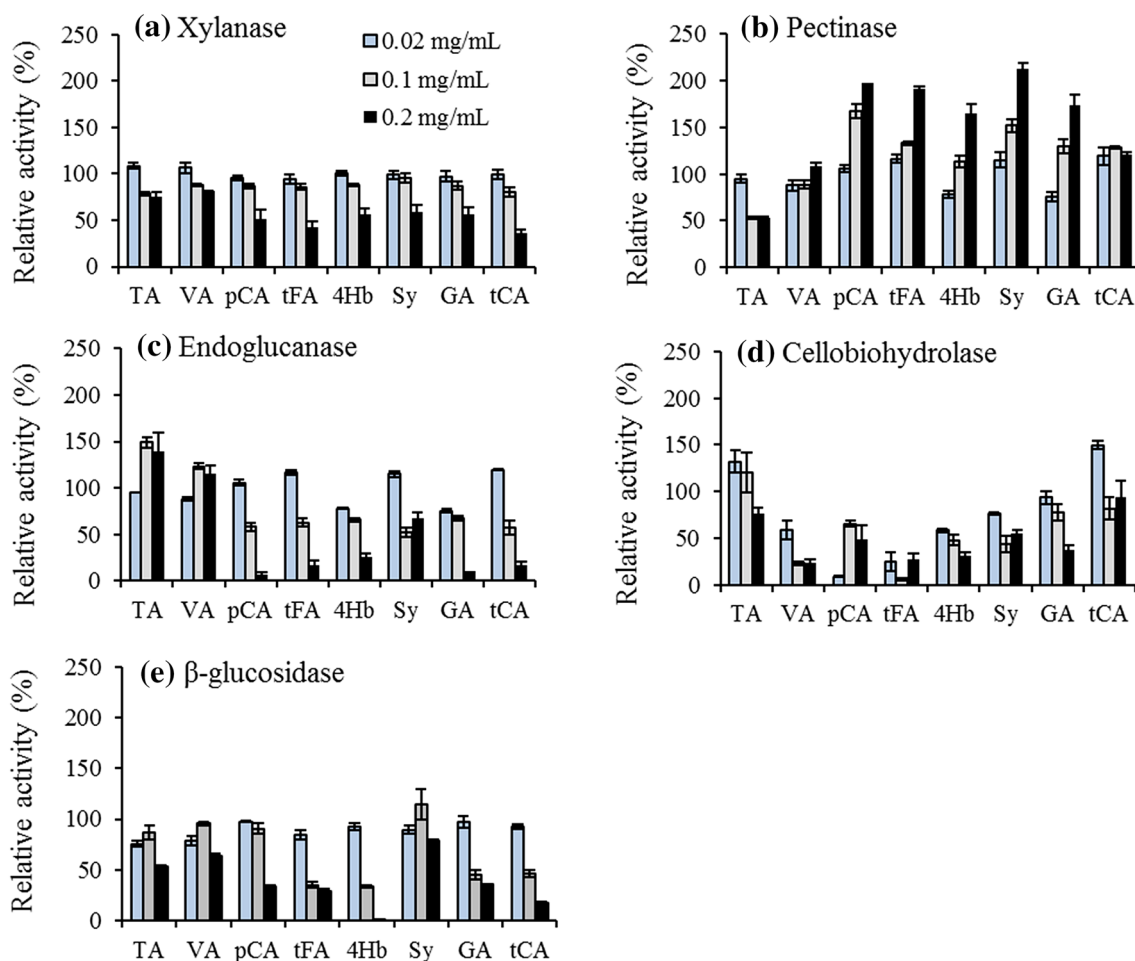 (a) Xylanase
0.02 mg/mL
0.1 mg/mL
0.2 mg/mL
Relative activity (%)
250
200
150
100
50
0
TA VA pCA tFA 4Hb Sy GA tCA
(b) Pectinase
Relative activity (%)
250
200
150
100
50
0
TA VA pCA tFA 4Hb Sy GA tCA
(c) Endoglucanase
Relative activity (%)
250
200
150
100
50
0
TA VA pCA tFA 4Hb Sy GA tCA
(d) Cellobiohydrolase
Relative activity (%)
250
200
150
100
50
0
TA VA pCA tFA 4Hb Sy GA tCA
(e) β-glucosidase
Relative activity (%)
250
200
150
100
50
0
TA VA pCA tFA 4Hb Sy GA tCA